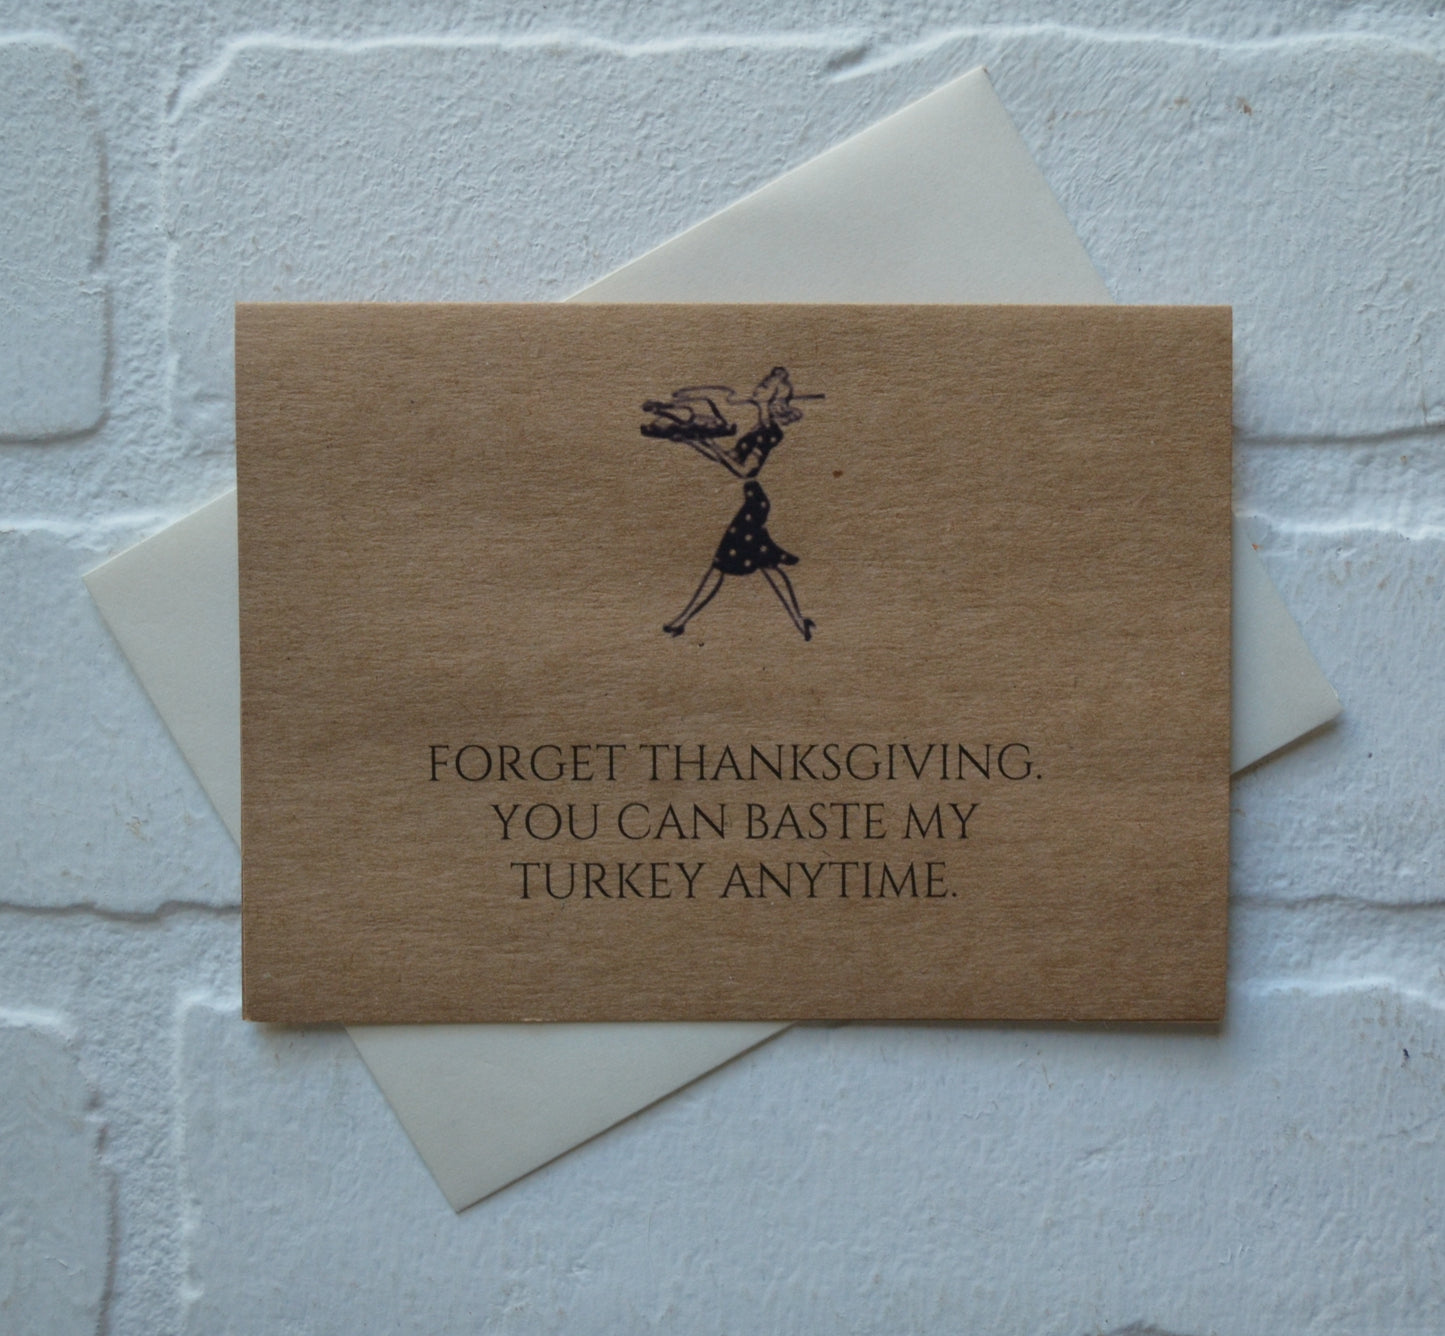 FORGET THANKSGIVING.
YOU CAN BASTE MY
TURKEY ANYTIME.